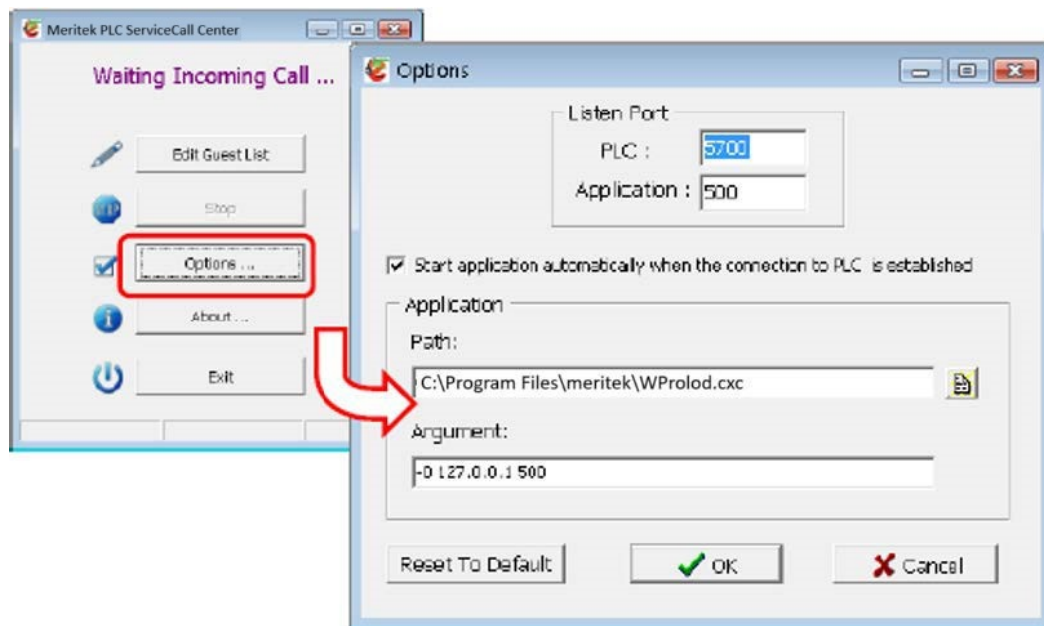 Meritek PLC ServiceCall Center
Waiting Incoming Call ...
Edit Guest List
Stop
Options ...
About ...
Exit
Options
Listen Port
PLC :
5700
Application :
500
Start application automatically when the connection to PLC is established
Application
Path:
C:\Program Files\meritek\WProlod.cxc
Argument:
-0 127.0.0.1 500
Reset To Default
OK
Cancel